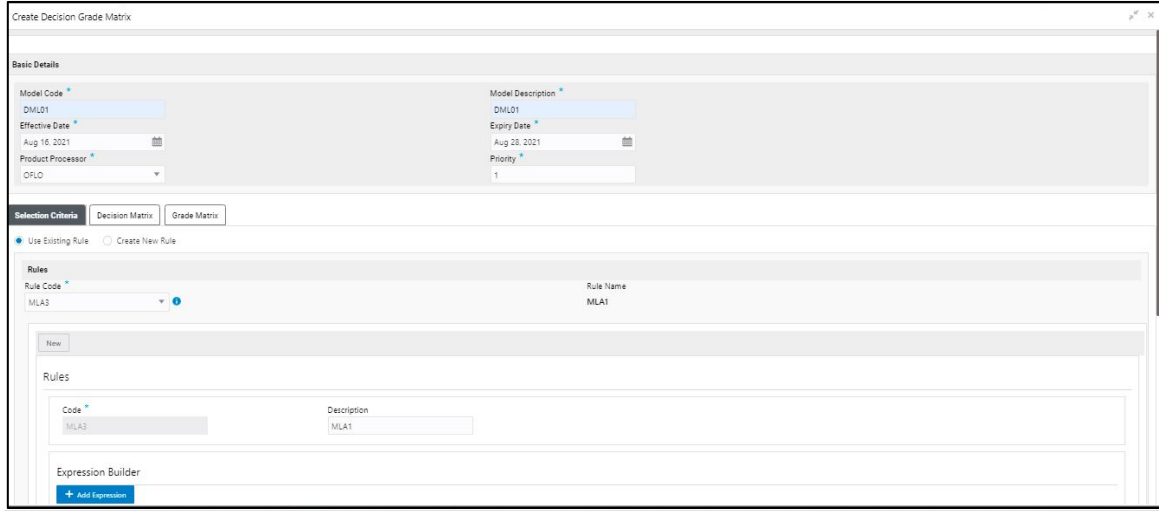 Create Decision Grade Matrix
Basic Details
Model Code *
Model Description *
DML01
DML01
Effective Date *
Expiry Date *
Aug 16, 2021
Aug 28, 2021
Product Processor *
Priority *
OFLO
1
Selection Criteria
Decision Matrix
Grade Matrix
Use Existing Rule
Create New Rule
Rules
Rule Code *
Rule Name
MLA3
MLA1
New
Rules
Code *
Description
MLA3
MLA1
Expression Builder
+ Add Expression